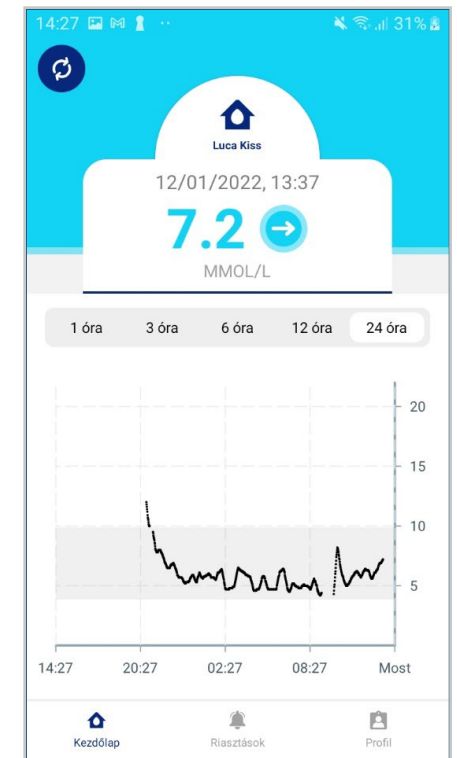 14:27 31%
Luca Kiss
12/01/2022, 13:37
7.2
MMOL/L
1 óra 3 óra 6 óra 12 óra 24 óra
20
15
10
5
14:27 20:27 02:27 08:27 Most
Kezdőlap Riasztások Profil